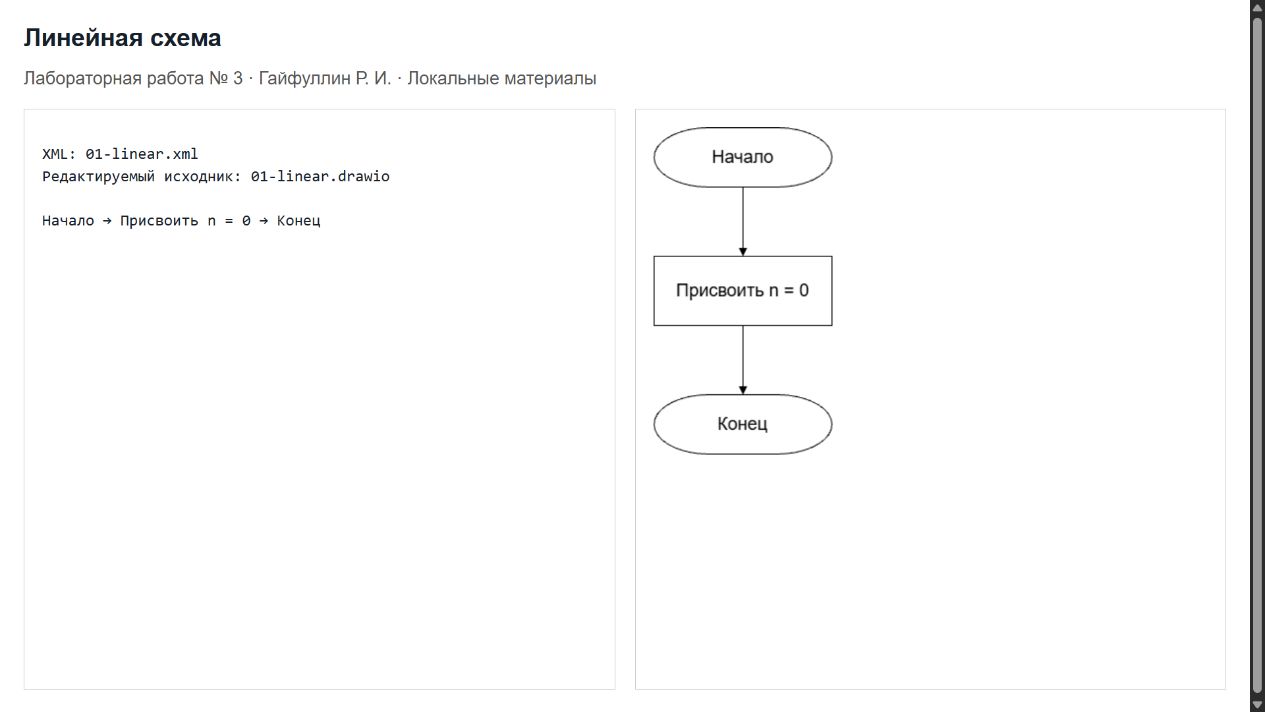 Линейная схема
Лабораторная работа № 3 · Гайфуллин Р. И. · Локальные материалы
XML: 01-linear.xml
Редактируемый исходник: 01-linear.drawio
Начало → Присвоить n = 0 → Конец
Начало
Присвоить n = 0
Конец